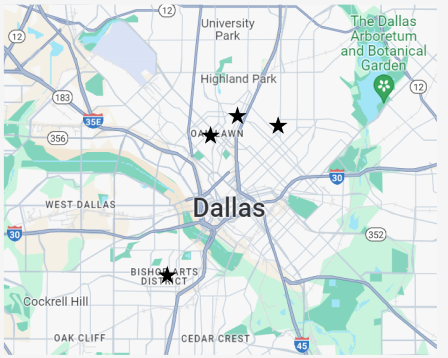 University
Park
The Dallas
Arboretum
and Botanical
Garden
12
12
Highland Park
183
12
35E
356
OAK LAWN
30
WEST DALLAS
Dallas
30
352
BISHOP ARTS
DISTRICT
Cockrell Hill
OAK CLIFF
CEDAR CREST
45